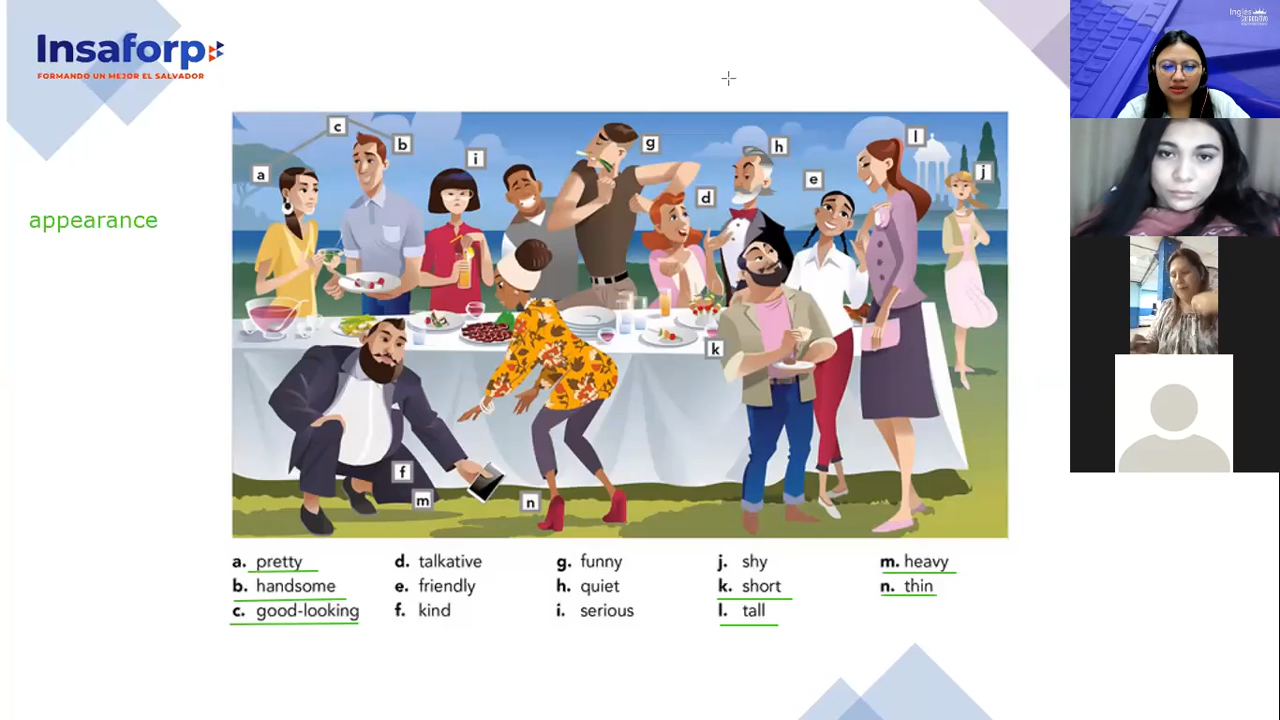 Insaforp
FORMANDO UN MEJOR EL SALVADOR
appearance
a
c
b
i
g
h
d
e
l
j
k
f
m
n
a. pretty
b. handsome
c. good-looking
d. talkative
e. friendly
f. kind
g. funny
h. quiet
i. serious
j. shy
k. short
l. tall
m. heavy
n. thin
Ingles